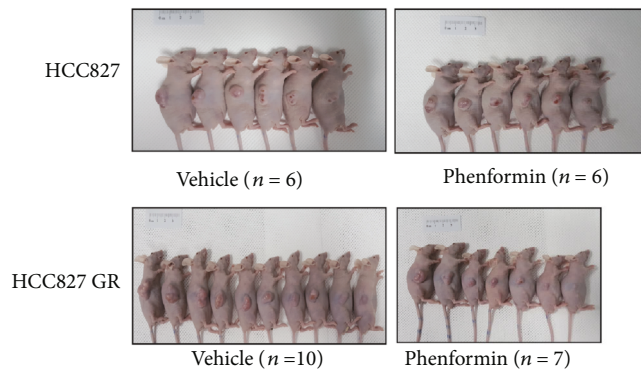 HCC827
Vehicle (n = 6)
Phenformin (n = 6)
HCC827 GR
Vehicle (n =10)
Phenformin (n = 7)